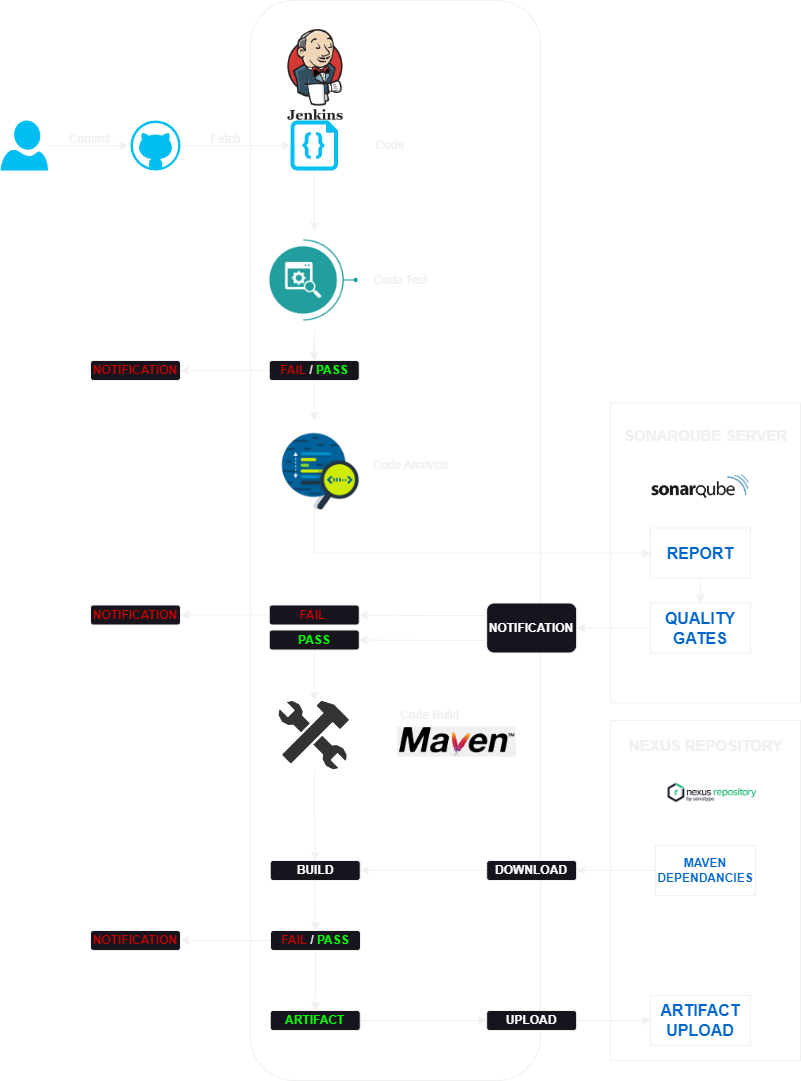 Jenkins
Commit
Fetch
{}
Code
Code Test
NOTIFICATION
FAIL / PASS
SONARQUBE SERVER
Code Analysis
sonarqube
REPORT
NOTIFICATION
FAIL
NOTIFICATION
QUALITY
GATES
PASS
Code Build
Maven™
NEXUS REPOSITORY
r nexus repository
by sonatype
BUILD
DOWNLOAD
MAVEN
DEPENDANCIES
NOTIFICATION
FAIL / PASS
ARTIFACT
UPLOAD
ARTIFACT
UPLOAD